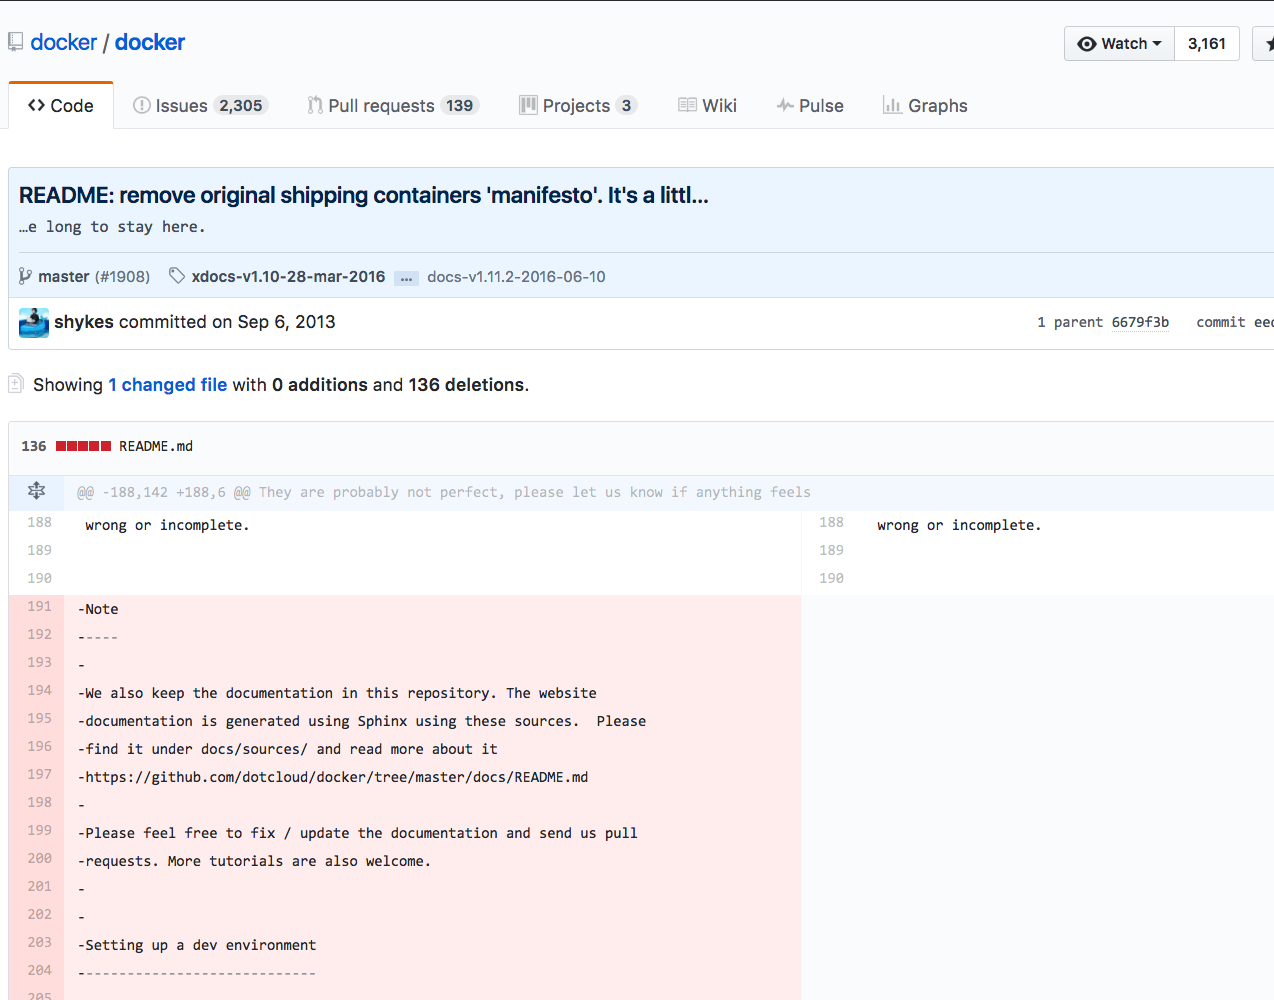 docker / docker
Watch 3,161
Code Issues 2,305 Pull requests 139 Projects 3 Wiki Pulse Graphs
README: remove original shipping containers 'manifesto'. It's a littl...
…e long to stay here.
master (#1908) xdocs-v1.10-28-mar-2016 ... docs-v1.11.2-2016-06-10
shykes committed on Sep 6, 2013 1 parent 6679f3b commit eec
Showing 1 changed file with 0 additions and 136 deletions.
136 README.md
@@ -188,142 +188,6 @@ They are probably not perfect, please let us know if anything feels
188 wrong or incomplete. 188 wrong or incomplete.
189 189
190 190
191 -Note
192 -----
193 -
194 -We also keep the documentation in this repository. The website
195 -documentation is generated using Sphinx using these sources.  Please
196 -find it under docs/sources/ and read more about it
197 -https://github.com/dotcloud/docker/tree/master/docs/README.md
198 -
199 -Please feel free to fix / update the documentation and send us pull
200 -requests. More tutorials are also welcome.
201 -
202 -
203 -Setting up a dev environment
204 -----------------------------
205